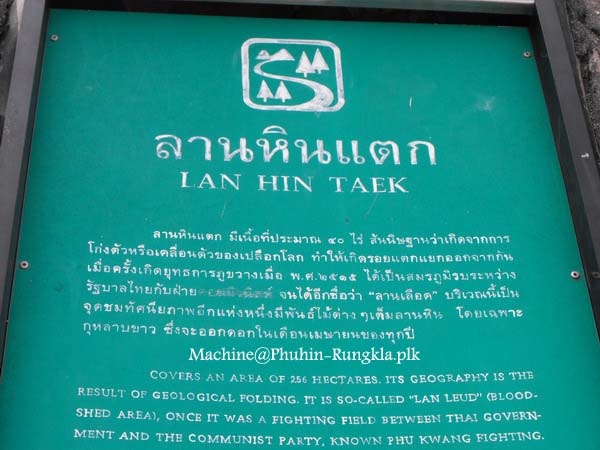 ลานหินแตก
LAN HIN TAEK
ลานหินแตก มีเนื้อที่ประมาณ ๔๐ ไร่ สันนิษฐานว่าเกิดจากการ
โก่งตัวหรือเคลื่อนตัวของเปลือกโลก ทำให้เกิดรอยแตกแยกออกจากกัน
เมื่อครั้งเกิดยุทธการภูขวางเมื่อ พ.ศ.๒๕๑๕ ได้เป็นสมรภูมิรบระหว่าง
รัฐบาลไทยกับฝ่าย จนได้อีกชื่อว่า "ลานเลือด" บริเวณนี้เป็น
จุดชมทัศนียภาพอีกแห่งหนึ่งมีพันธุ์ไม้ต่าง ๆเต็มลานหิน โดยเฉพาะ
กุหลาบขาว ซึ่งจะออกดอกในเดือนเมษายนของทุกปี
Machine@Phuhin-Rungkla.plk
COVERS AN AREA OF 256 HECTARES. ITS GEOGRAPHY IS THE
RESULT OF GEOLOGICAL FOLDING. IT IS SO-CALLED "LAN LEUD" (BLOOD-
SHED AREA), ONCE IT WAS A FIGHTING FIELD BETWEEN THAI GOVERN-
MENT AND THE COMMUNIST PARTY, KNOWN PHU KWANG FIGHTING.